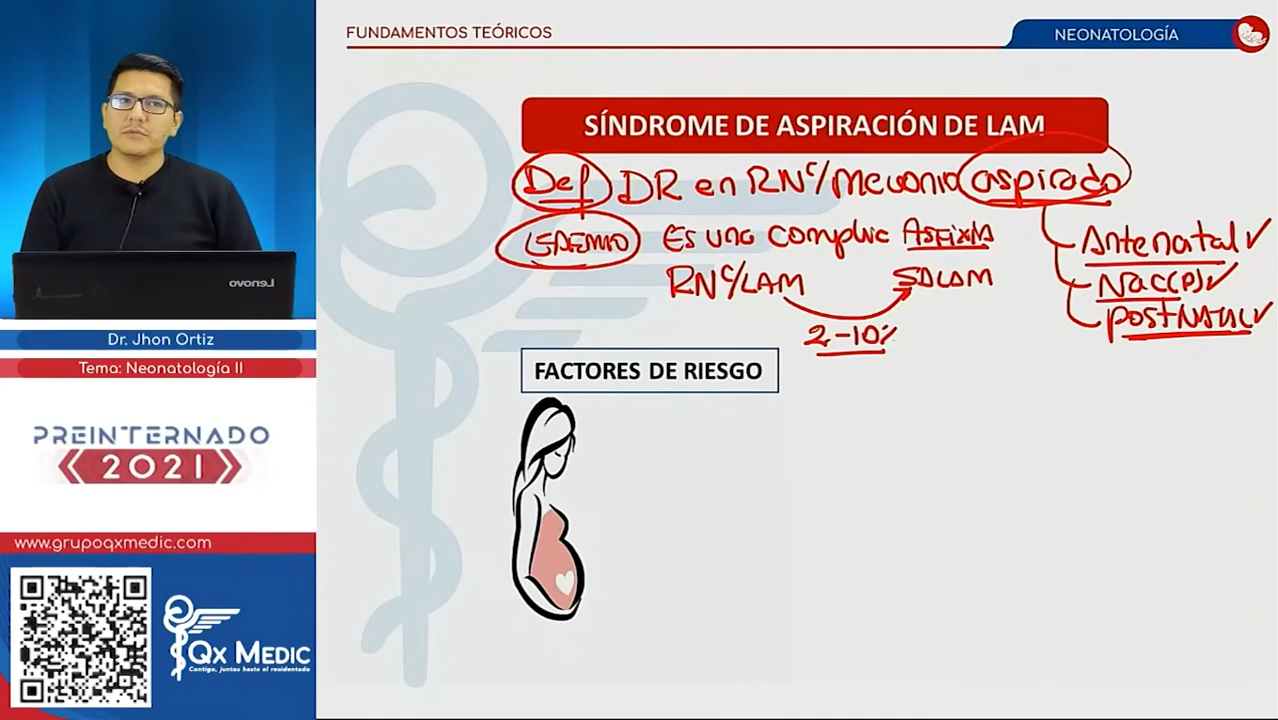 FUNDAMENTOS TEÓRICOS
NEONATOLOGÍA
SÍNDROME DE ASPIRACIÓN DE LAM
Def DR en RN c/ Meconio aspirado
Es una complic ASFIXIA
Antenatal ✓
RN c/ LAM SDLAM
Nac(P) ✓
POSTNATAL ✓
2-10%
FACTORES DE RIESGO
lenovo
Dr. Jhon Ortiz
Tema: Neonatología II
PREINTERNADO
2021
www.grupoqxmedic.com
QX MEDIC
Contigo, juntos hasta el residentado